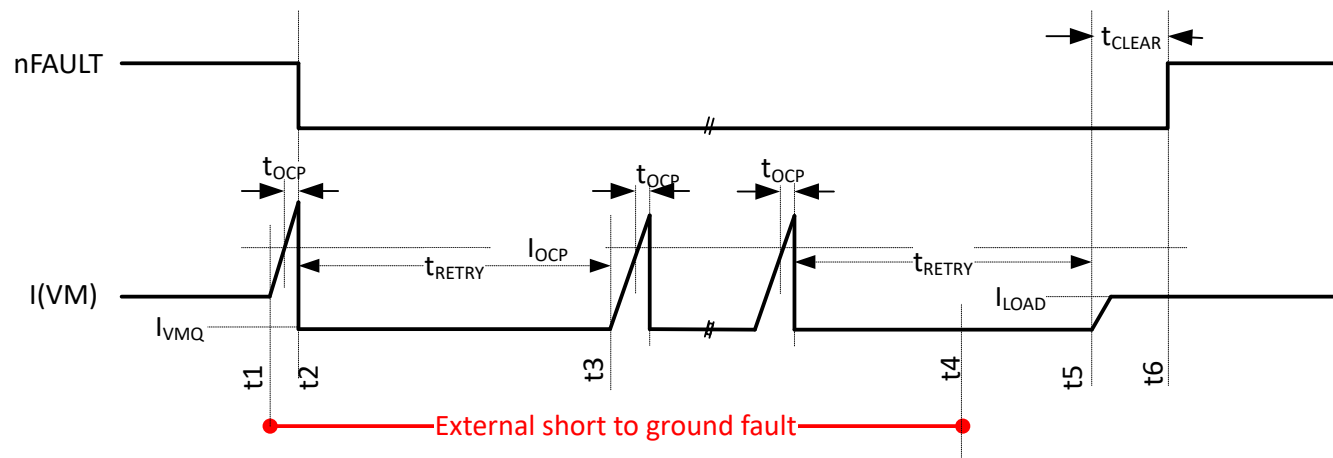 tCLEAR
nFAULT
tOCP
tOCP
tOCP
IOCP
tRETRY
tRETRY
I(VM)
ILOAD
IVMQ
t1
t2
t3
t4
t5
t6
External short to ground fault